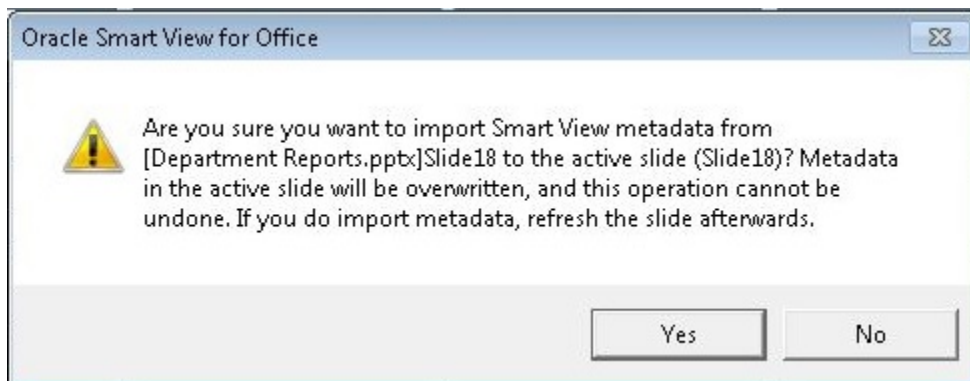 Oracle Smart View for Office
Are you sure you want to import Smart View metadata from
[Department Reports.pptx]Slide18 to the active slide (Slide18)? Metadata
in the active slide will be overwritten, and this operation cannot be
undone. If you do import metadata, refresh the slide afterwards.
Yes
No